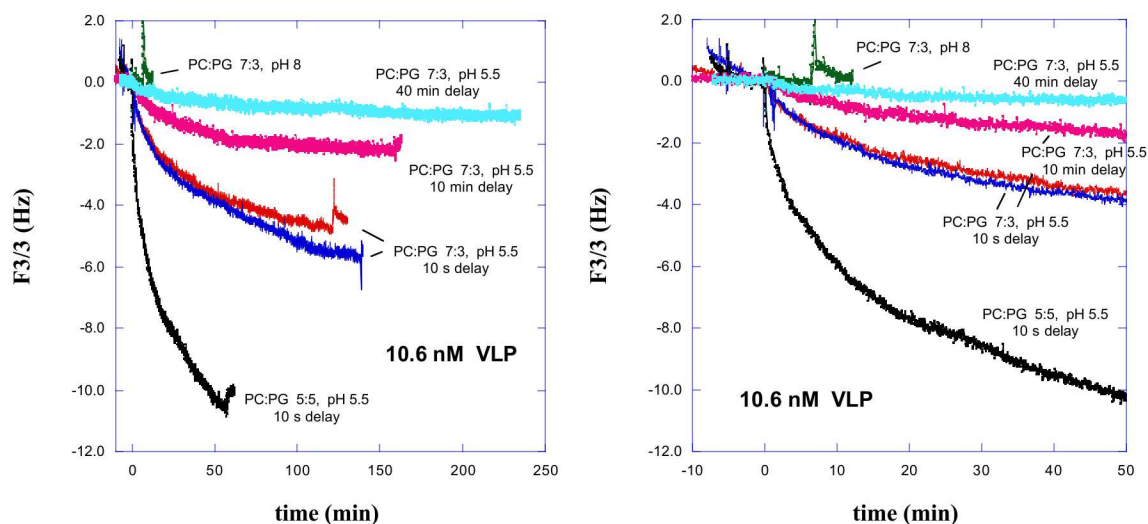 2.0
0.0
-2.0
-4.0
-6.0
-8.0
-10.0
-12.0
F3/3 (Hz)
PC:PG 7:3, pH 8
PC:PG 7:3, pH 5.5
40 min delay
PC:PG 7:3, pH 5.5
10 min delay
PC:PG 7:3, pH 5.5
10 s delay
10.6 nM VLP
PC:PG 5:5, pH 5.5
10 s delay
0 50 100 150 200 250
time (min)
2.0
0.0
-2.0
-4.0
-6.0
-8.0
-10.0
-12.0
F3/3 (Hz)
PC:PG 7:3, pH 8
PC:PG 7:3, pH 5.5
40 min delay
PC:PG 7:3, pH 5.5
10 min delay
PC:PG 7:3, pH 5.5
10 s delay
PC:PG 5:5, pH 5.5
10 s delay
10.6 nM VLP
-10 0 10 20 30 40 50
time (min)